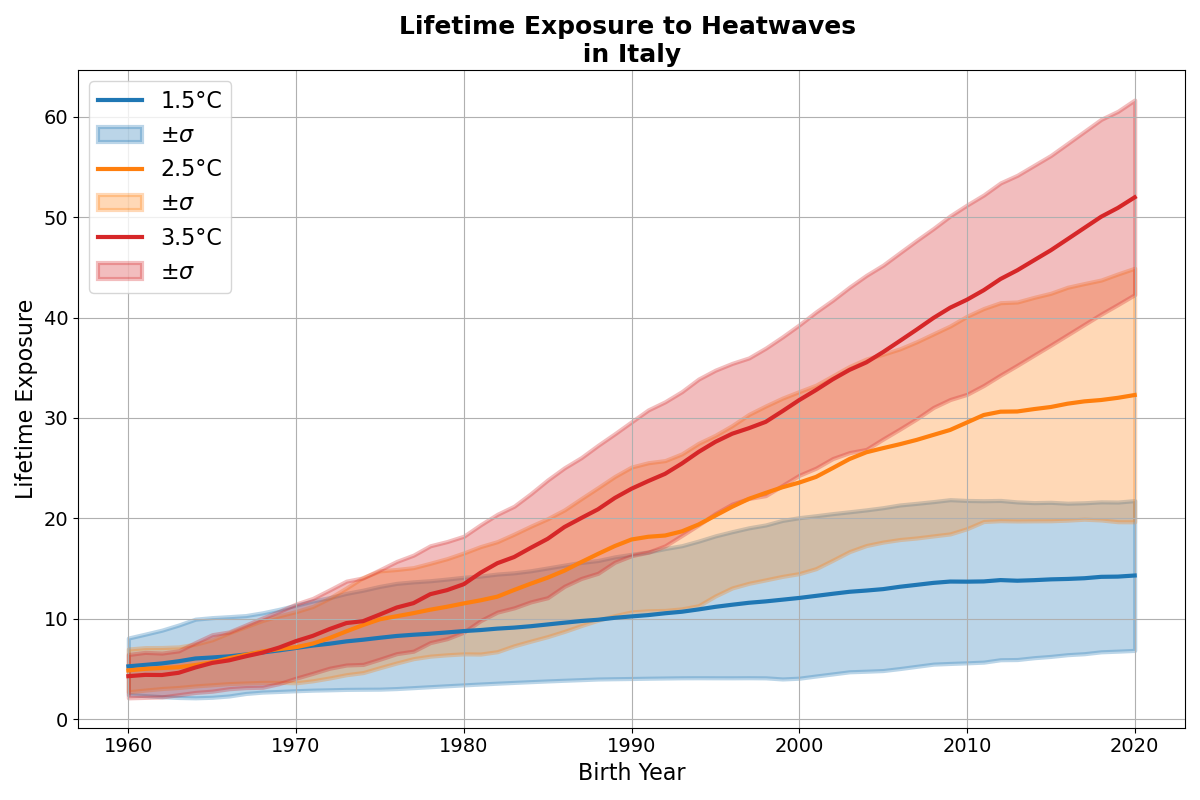 Lifetime Exposure to Heatwaves
in Italy
1.5°C
±σ
2.5°C
±σ
3.5°C
±σ
Lifetime Exposure
60
50
40
30
20
10
0
1960 1970 1980 1990 2000 2010 2020
Birth Year